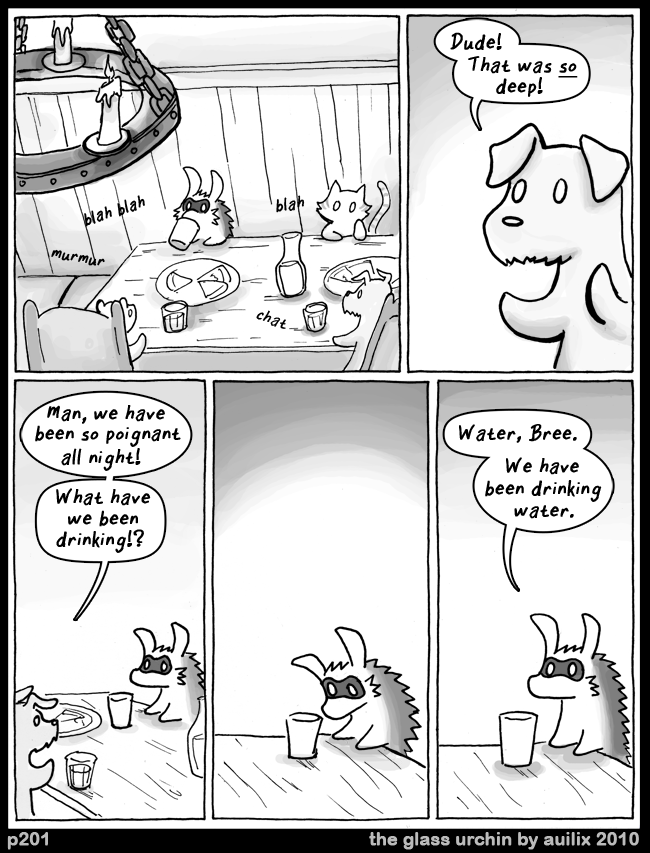 blah blah
blah
murmur
chat
Dude!
That was so
deep!
Man, we have
been so poignant
all night!
What have
we been
drinking!?
Water, Bree.
We have
been drinking
water.
p201
the glass urchin by auilix 2010